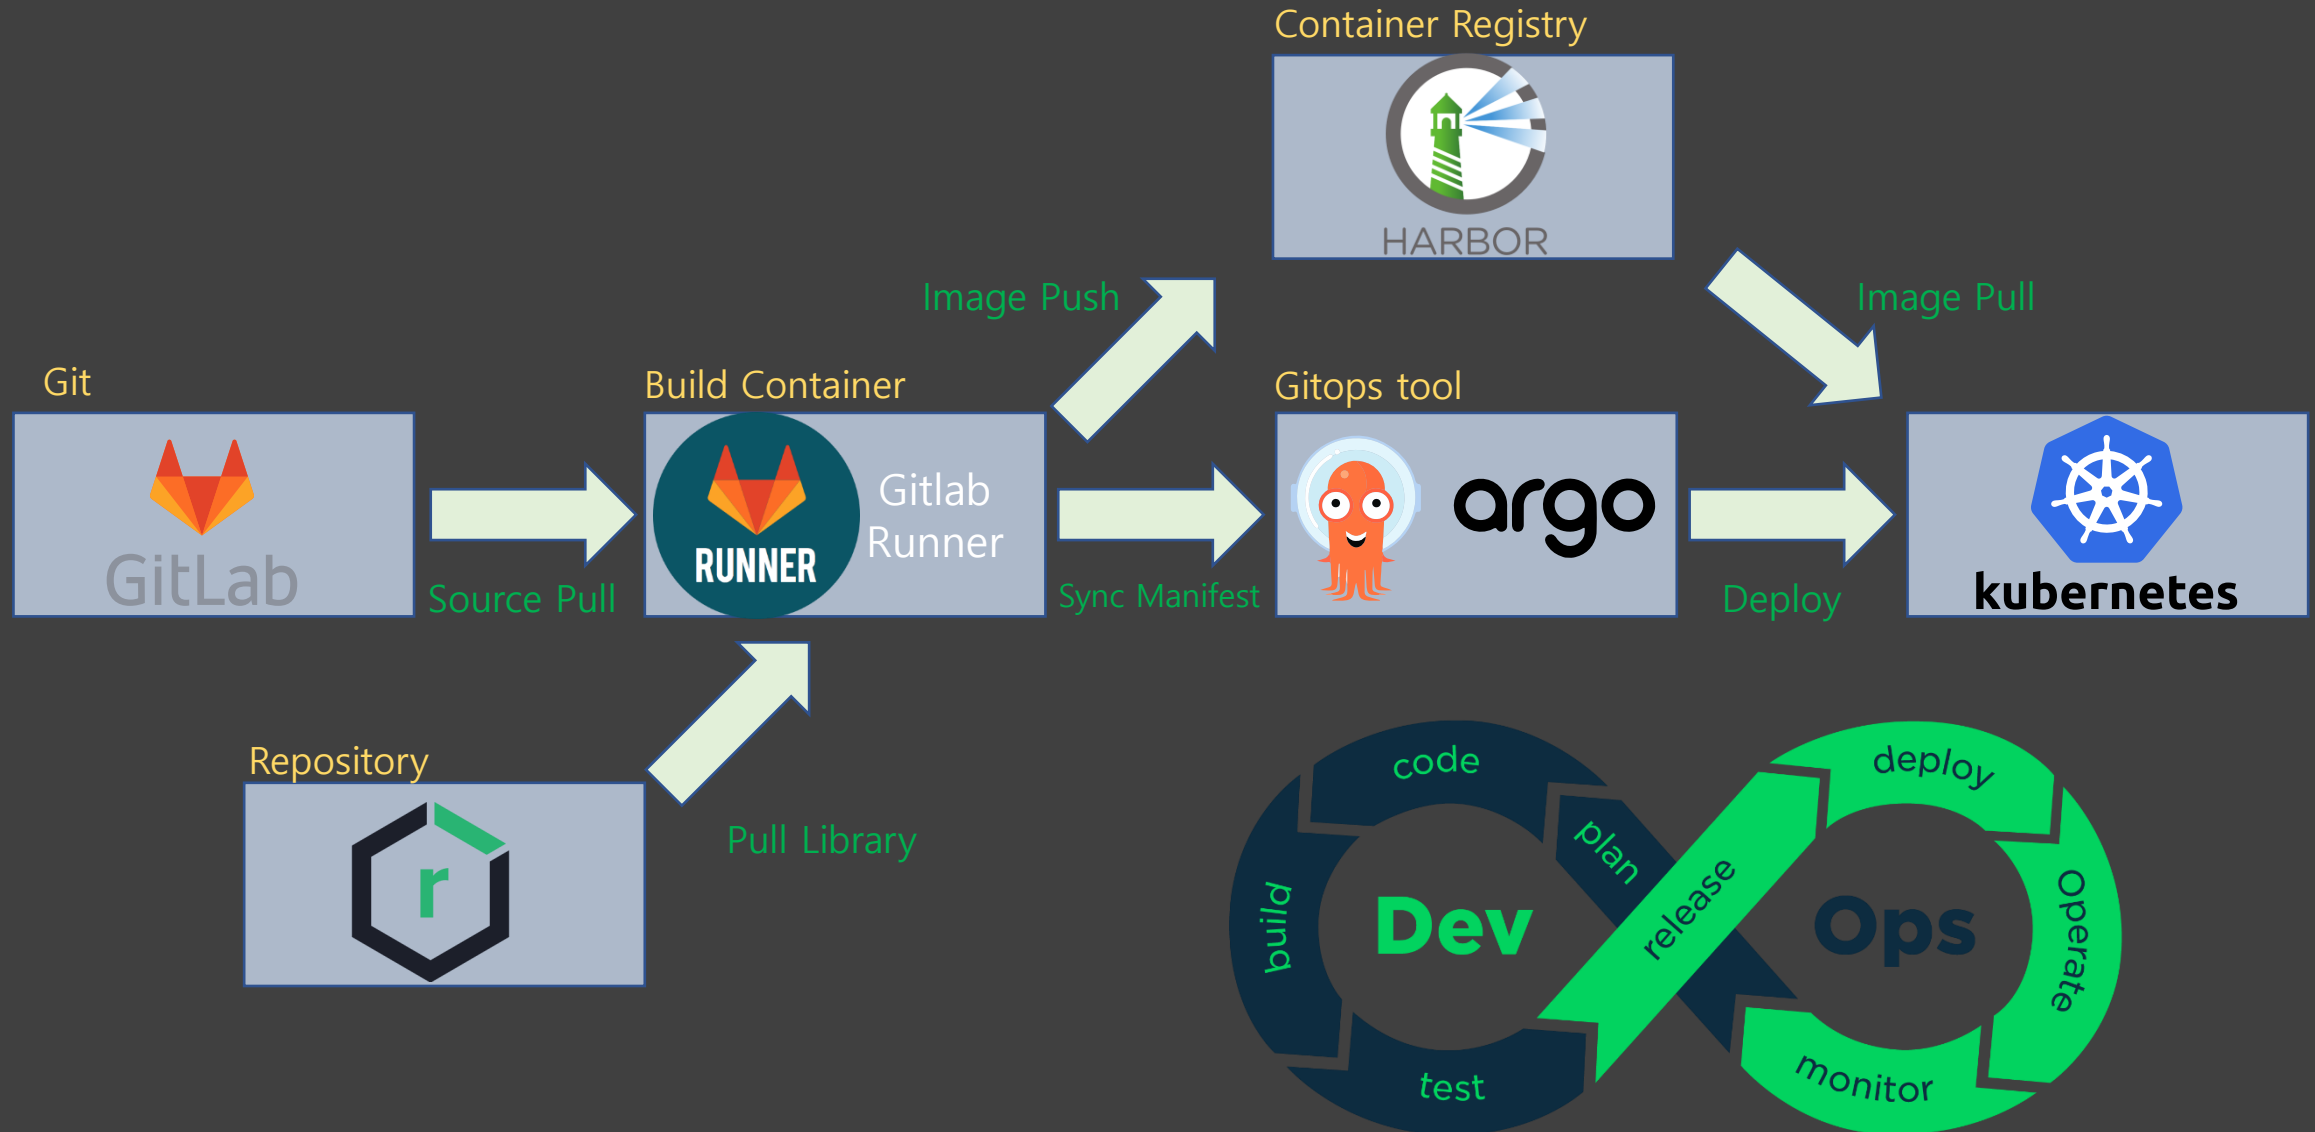 Container Registry
HARBOR
Image Push
Image Pull
Git
Build Container
Gitops tool
GitLab
RUNNER
Gitlab
Runner
argo
kubernetes
Source Pull
Sync Manifest
Deploy
Repository
r
Pull Library
code
plan
build
test
Dev
release
deploy
Operate
monitor
Ops